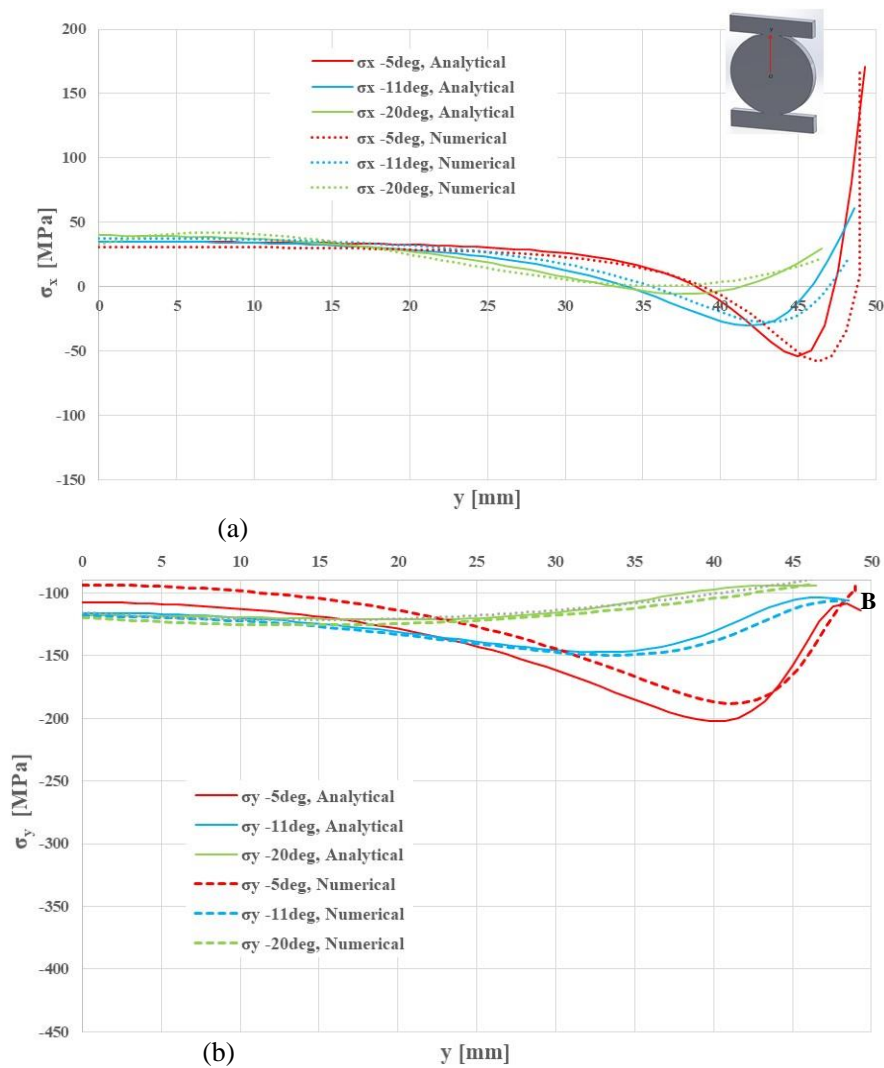 200
150
100
50
0
-50
-100
-150
σx [MPa]
σx -5deg, Analytical
σx -11deg, Analytical
σx -20deg, Analytical
σx -5deg, Numerical
σx -11deg, Numerical
σx -20deg, Numerical
0 5 10 15 20 25 30 35 40 45 50
y [mm]
(a)
0 5 10 15 20 25 30 35 40 45 50
-100
-150
-200
-250
-300
-350
-400
-450
B
σy [MPa]
σy -5deg, Analytical
σy -11deg, Analytical
σy -20deg, Analytical
σy -5deg, Numerical
σy -11deg, Numerical
σy -20deg, Numerical
(b)
y [mm]